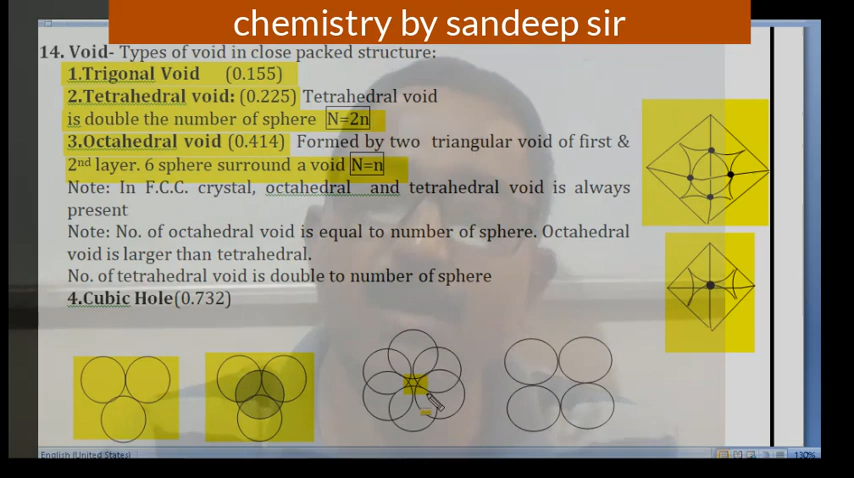 chemistry by sandeep sir
14. Void- Types of void in close packed structure:
1.Trigonal Void (0.155)
2.Tetrahedral void: (0.225) Tetrahedral void
is double the number of sphere N=2n
3.Octahedral void (0.414) Formed by two triangular void of first &
2nd layer. 6 sphere surround a void N=n
Note: In F.C.C. crystal, octahedral and tetrahedral void is always
present
Note: No. of octahedral void is equal to number of sphere. Octahedral
void is larger than tetrahedral.
No. of tetrahedral void is double to number of sphere
4.Cubic Hole(0.732)
English (United States)
130%